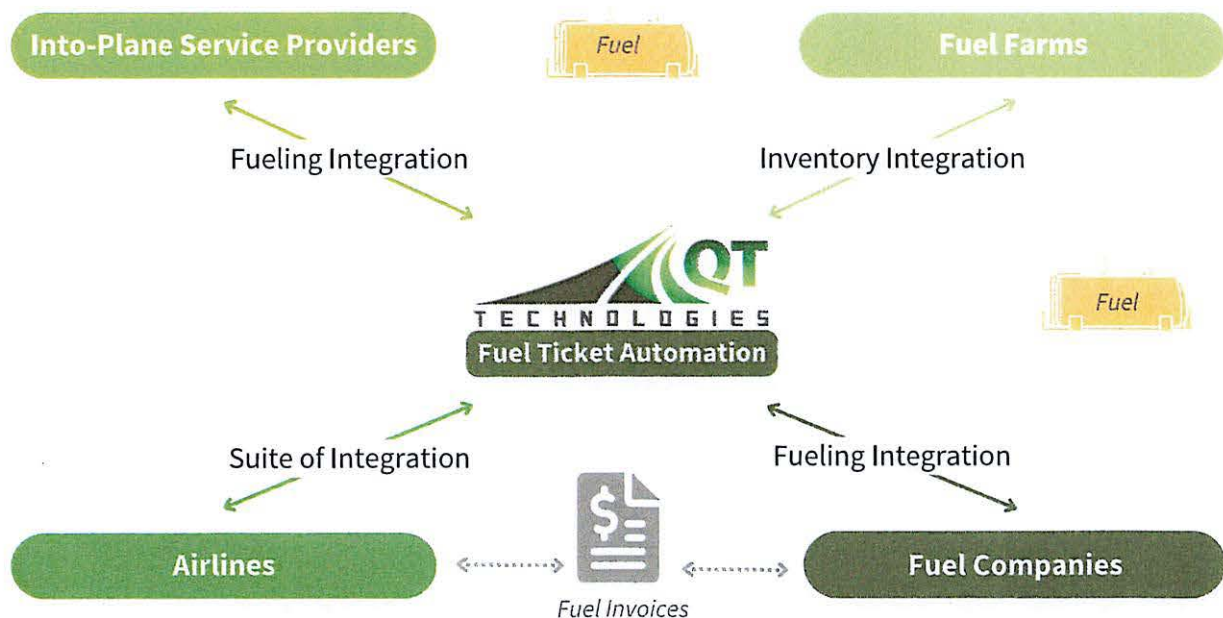 Into-Plane Service Providers
Fuel
Fuel Farms
Fueling Integration
Inventory Integration
QT
TECHNOLOGIES
Fuel Ticket Automation
Fuel
Suite of Integration
Fueling Integration
$
Airlines
Fuel Companies
Fuel Invoices